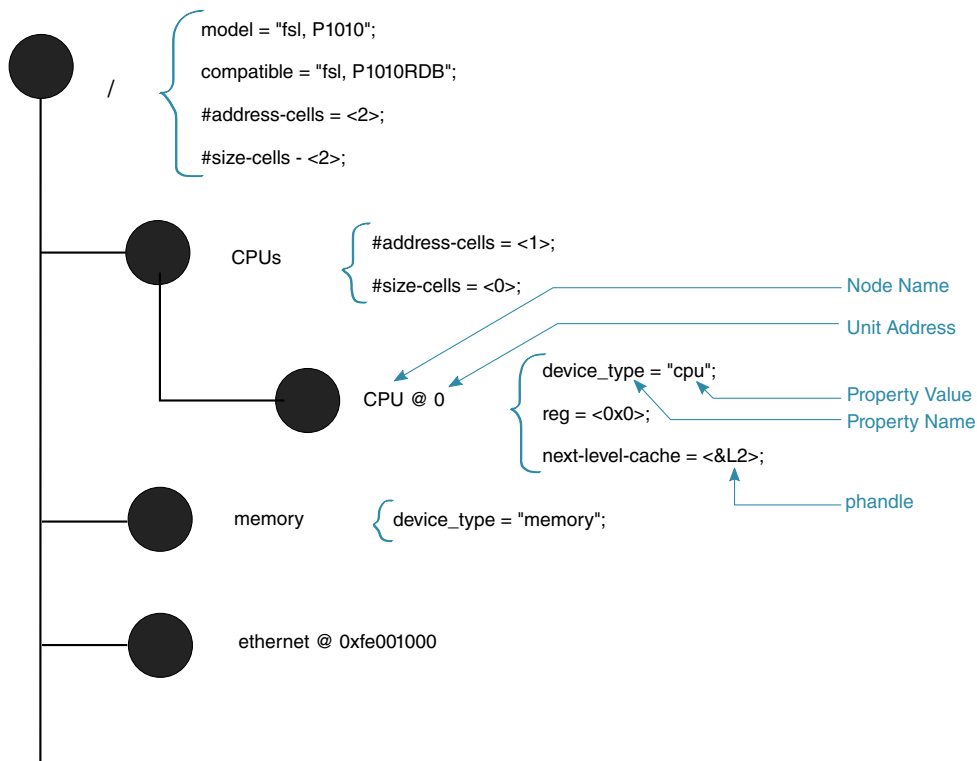 /
model = "fsl, P1010";
compatible = "fsl, P1010RDB";
#address-cells = <2>;
#size-cells - <2>;
CPUs
#address-cells = <1>;
#size-cells = <0>;
Node Name
Unit Address
CPU @ 0
device_type = "cpu";
reg = <0x0>;
next-level-cache = <&L2>;
Property Value
Property Name
phandle
memory
device_type = "memory";
ethernet @ 0xfe001000